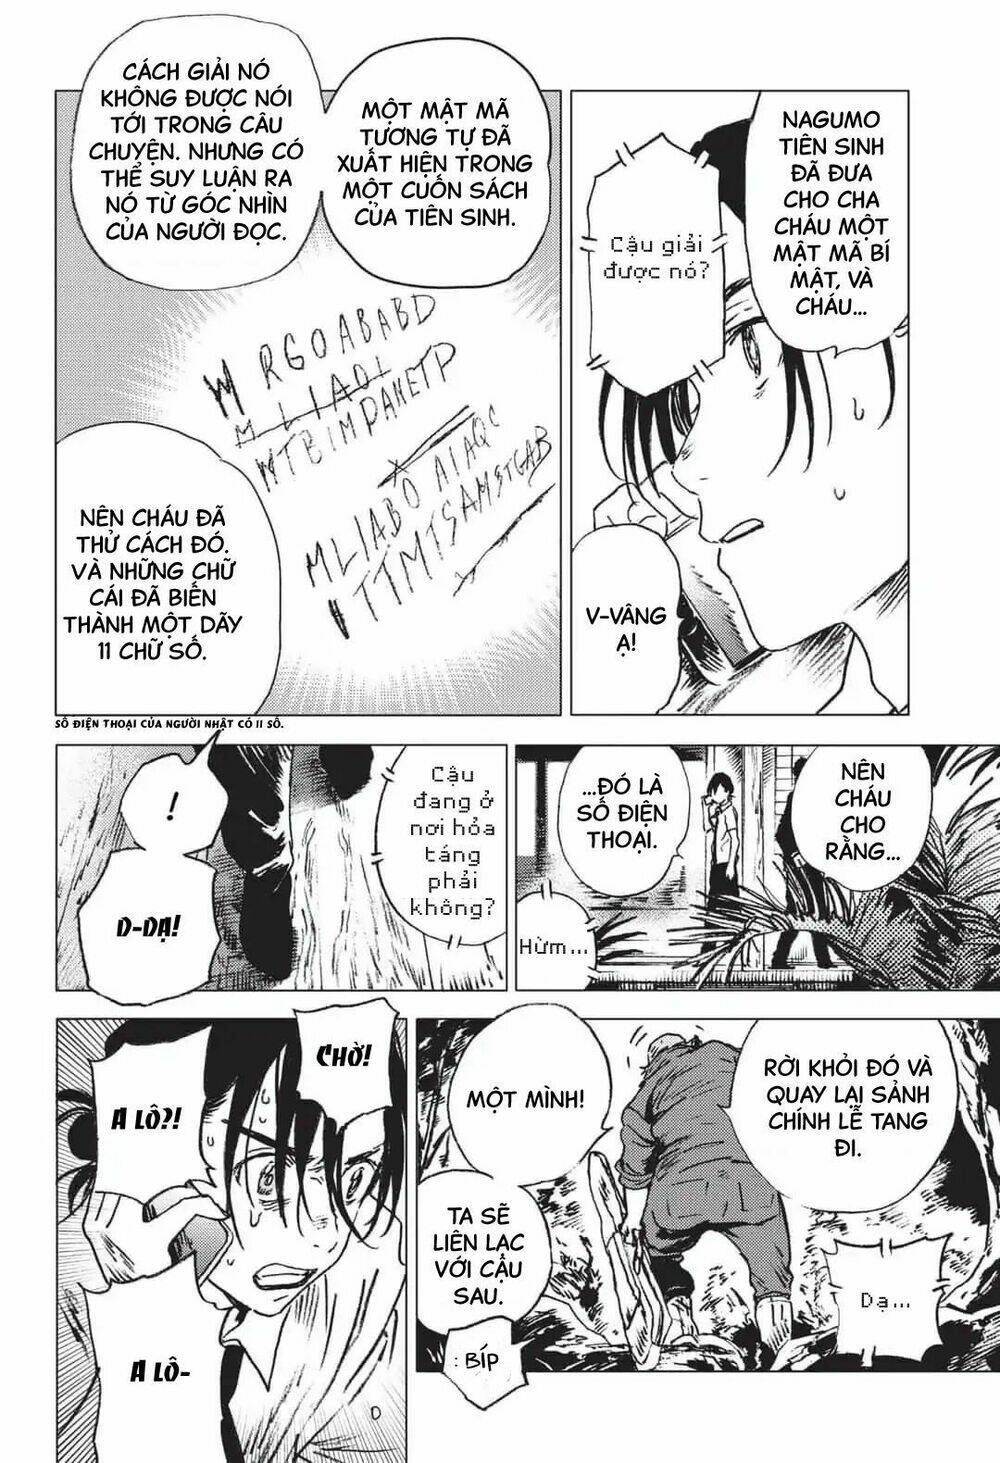 NAGUMO
TIÊN SINH
ĐÃ ĐƯA
CHO CHA
CHÁU MỘT
MẬT MÃ BÍ
MẬT, VÀ
CHÁU...
Cậu giải
được nó?
V-VÂNG
Ạ!
MỘT MẬT MÃ
TƯƠNG TỰ ĐÃ
XUẤT HIỆN TRONG
MỘT CUỐN SÁCH
CỦA TIÊN SINH.
CÁCH GIẢI NÓ
KHÔNG ĐƯỢC NÓI
TỚI TRONG CÂU
CHUYỆN. NHƯNG CÓ
THỂ SUY LUẬN RA
NÓ TỪ GÓC NHÌN
CỦA NGƯỜI ĐỌC.
M RGOABABD
M LIAOI
MTBIMDAHETP
MLIABO AIAQC
ITTMTSAMSTGAB
NÊN CHÁU ĐÃ
THỬ CÁCH ĐÓ.
VÀ NHỮNG CHỮ
CÁI ĐÃ BIẾN
THÀNH MỘT DÃY
11 CHỮ SỐ.
SỐ ĐIỆN THOẠI CỦA NGƯỜI NHẬT CÓ 11 SỐ.
NÊN
CHÁU
CHO
RẰNG...
...ĐÓ LÀ
SỐ ĐIỆN
THOẠI.
Hừm...
Cậu
đang ở
nơi hỏa
táng
phải
không?
!
D-DẠ!
RỜI KHỎI ĐÓ VÀ
QUAY LẠI SẢNH
CHÍNH LỄ TANG
ĐI.
Dạ...
MỘT MÌNH!
TA SẼ
LIÊN LẠC
VỚI CẬU
SAU.
: BÍP
CHỜ!
A LÔ?!
A LÔ-